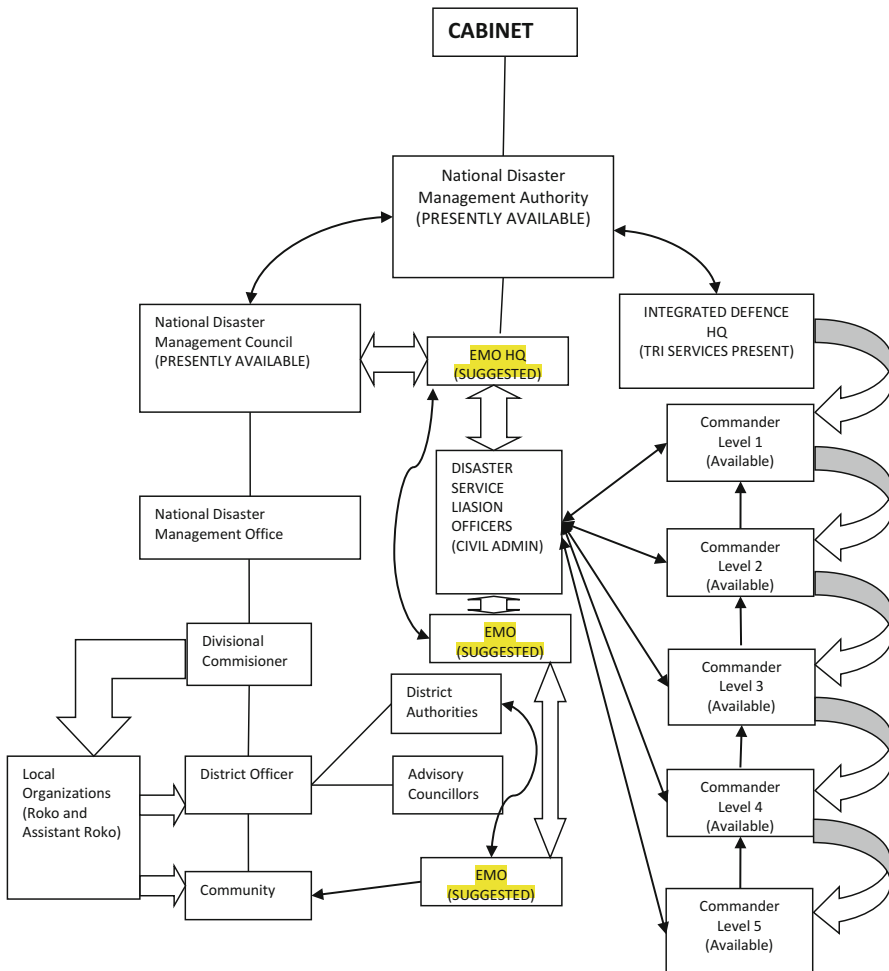 CABINET
National Disaster
Management Authority
(PRESENTLY AVAILABLE)
National Disaster
Management Council
(PRESENTLY AVAILABLE)
EMO HQ
(SUGGESTED)
INTEGRATED DEFENCE
HQ
(TRI SERVICES PRESENT)
Commander
Level 1
(Available)
DISASTER
SERVICE
LIASION
OFFICERS
(CIVIL ADMIN)
National Disaster
Management Office
Commander
Level 2
(Available)
EMO
(SUGGESTED)
Divisional
Commisioner
Commander
Level 3
(Available)
District
Authorities
Local
Organizations
(Roko and
Assistant Roko)
District Officer
Advisory
Councillors
Commander
Level 4
(Available)
Community
EMO
(SUGGESTED)
Commander
Level 5
(Available)